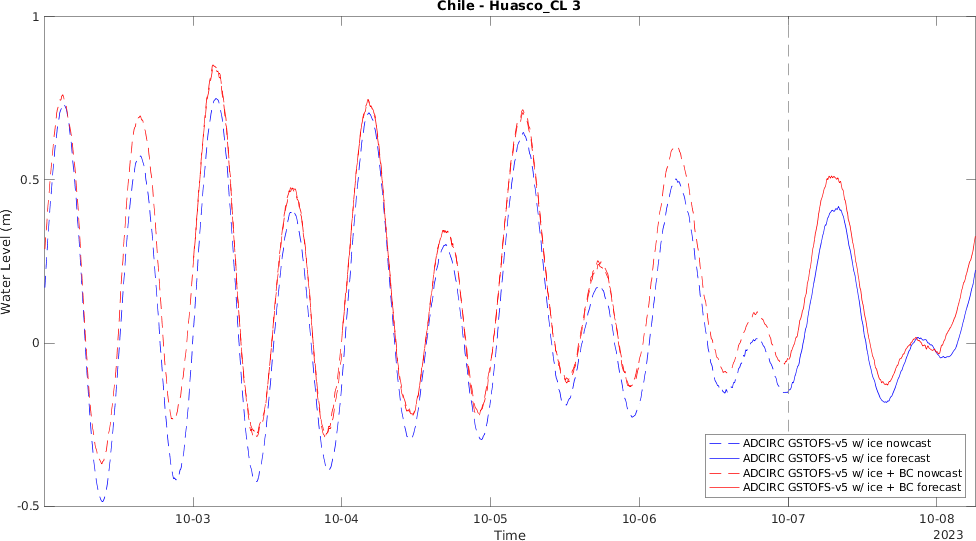 Chile - Huasco_CL 3
1
0.5
0
-0.5
Water Level (m)
10-03
10-04
10-05
10-06
10-07
10-08
Time
2023
ADCIRC GSTOFS-v5 w/ ice nowcast
ADCIRC GSTOFS-v5 w/ ice forecast
ADCIRC GSTOFS-v5 w/ ice + BC nowcast
ADCIRC GSTOFS-v5 w/ ice + BC forecast